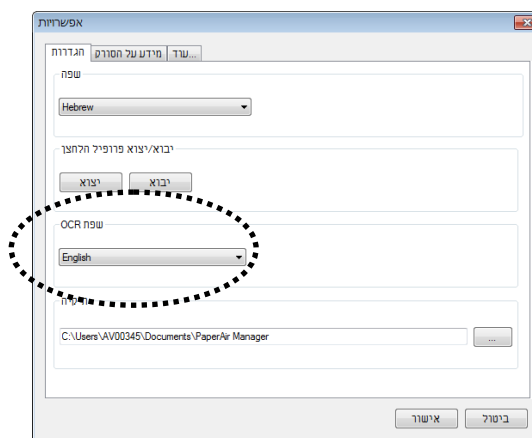 אפשרויות
הגדרות
מידע על הסורק
עוד...
שפה
Hebrew
יבוא/יצוא פרופיל הלחצן
יצוא
יבוא
שפת OCR
English
C:\Users\AV00345\Documents\PaperAir Manager
...
אישור
ביטול